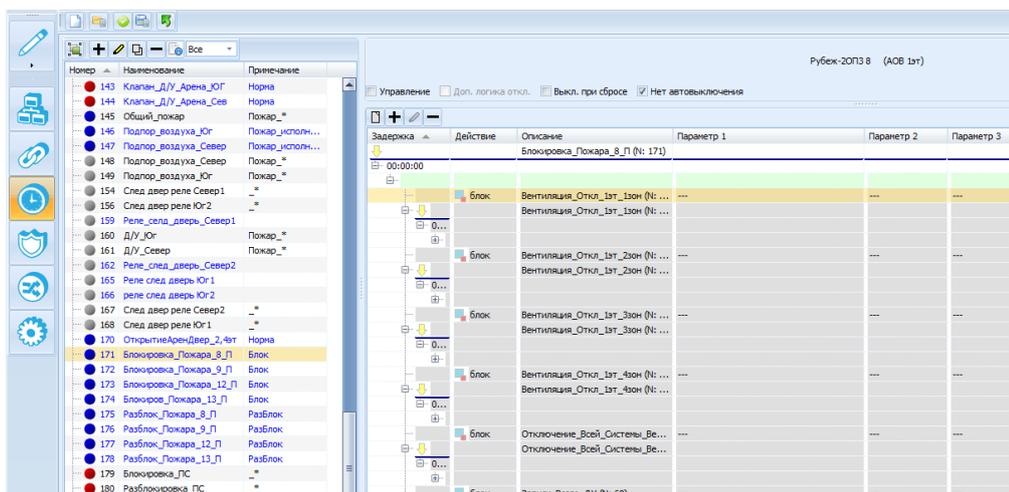 Все
Рубеж-2ОПЗ 8 (АОВ 1эт)
Номер Наименование Примечание
143 Клапан_Д/У_Арена_ЮГ Норма
144 Клапан_Д/У_Арена_Сев Норма
145 Общий_пожар Пожар_*
146 Подпор_воздуха_Юг Пожар_исполн...
147 Подпор_воздуха_Север Пожар_исполн...
148 Подпор_воздуха_Север Пожар_*
149 Подпор_воздуха_Юг Пожар_*
154 След двер реле Север1 _*
156 След двер реле Юг2 _*
159 Реле_селд_дверь_Север1
160 Д/У_Юг Пожар_*
161 Д/У_Север Пожар_*
162 Реле_след_дверь_Север2
165 Реле след дверь Юг1
166 реле след дверь Юг2
167 След двер реле Север2 _*
168 След двер реле Юг1 _*
170 ОткрытиеАренДвер_2,4эт Норма
171 Блокировка_Пожара_8_П Блок
172 Блокировка_Пожара_9_П Блок
173 Блокировка_Пожара_12_П Блок
174 Блокиров_Пожара_13_П Блок
175 Разблок_Пожара_8_П РазБлок
176 Разблок_Пожара_9_П РазБлок
177 Разблок_Пожара_12_П РазБлок
178 Разблок_Пожара_13_П РазБлок
179 Блокировка_ПС _*
180 Разблокировка_ПС _*
Управление Доп. логика откл. Выкл. при сбросе Нет автовыключения
Задержка Действие Описание Параметр 1 Параметр 2 Параметр 3
Блокировка_Пожара_8_П (N: 171)
00:00:00
блок Вентиляция_Откл_1эт_1зон (N: ... --- --- ---
Вентиляция_Откл_1эт_1зон (N: ...
0...
блок Вентиляция_Откл_1эт_2зон (N: ... --- --- ---
Вентиляция_Откл_1эт_2зон (N: ...
0...
блок Вентиляция_Откл_1эт_3зон (N: ... --- --- ---
Вентиляция_Откл_1эт_3зон (N: ...
0...
блок Вентиляция_Откл_1эт_4зон (N: ... --- --- ---
Вентиляция_Откл_1эт_4зон (N: ...
0...
блок Отключение_Всей_Системы_Ве... --- --- ---
Отключение_Всей_Системы_Ве...
0...